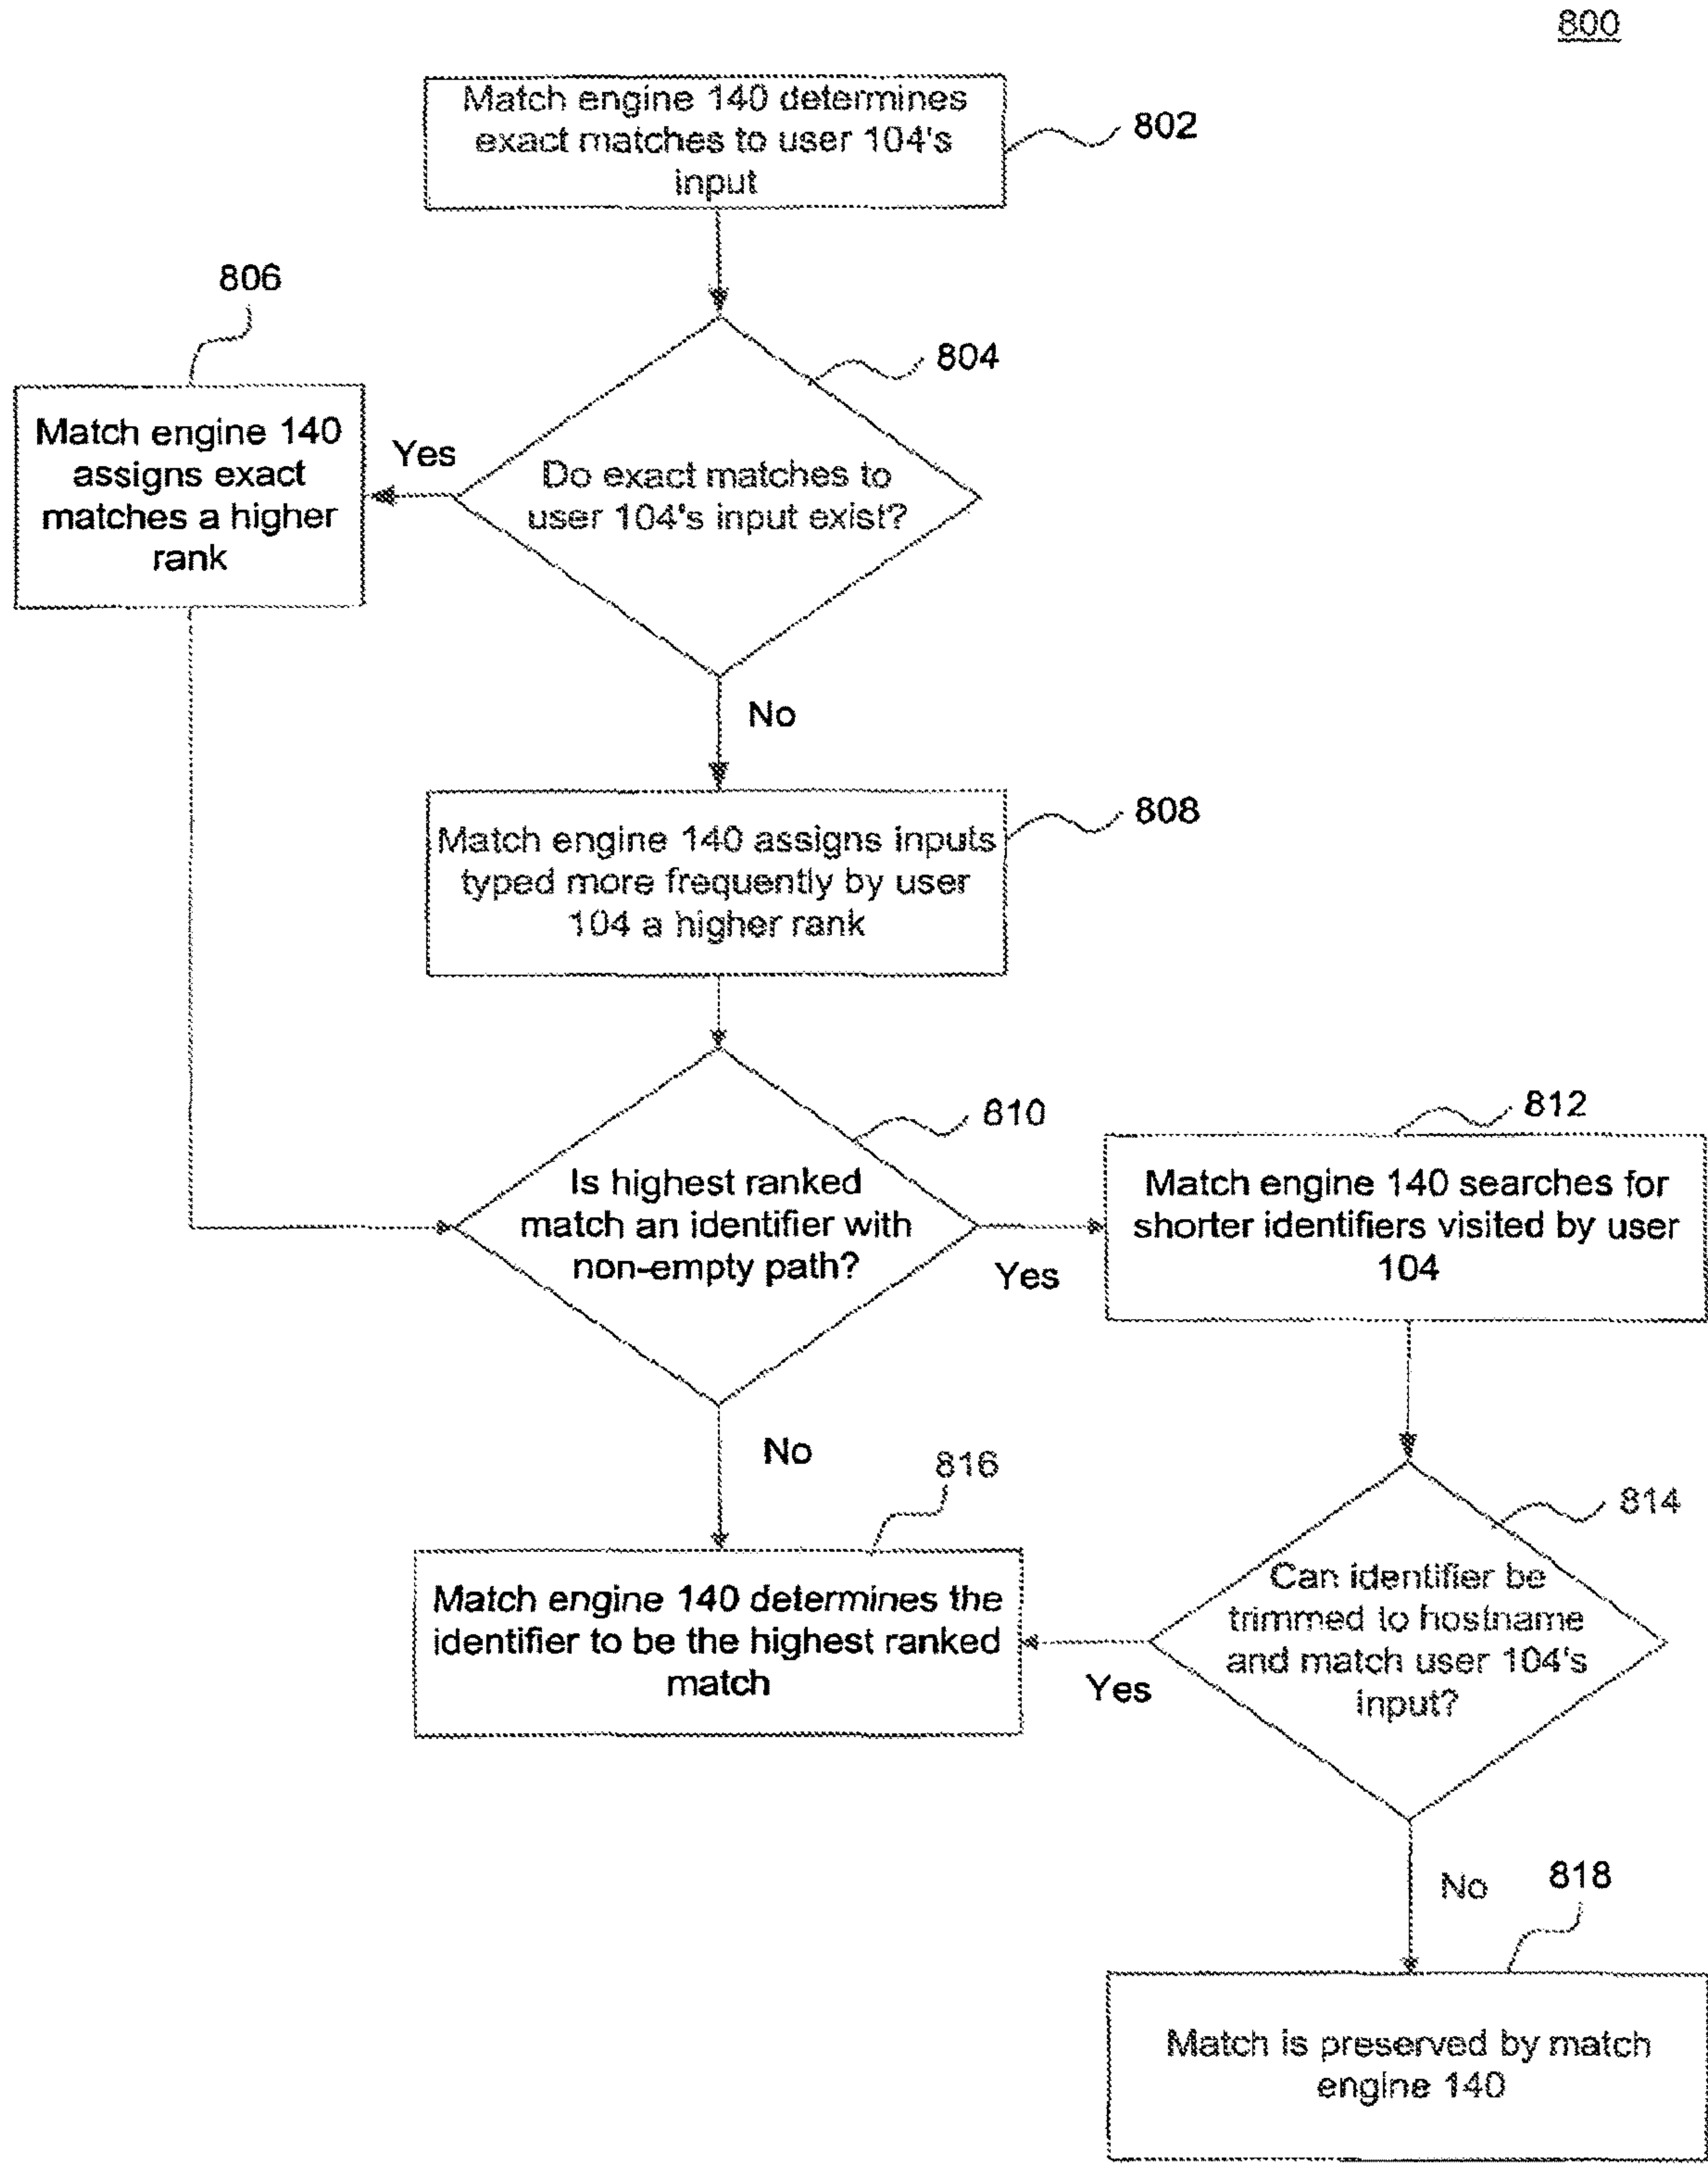 800
Match engine 140 determines
exact matches to user 104's
input
802
806
804
Match engine 140
assigns exact
matches a higher
rank
Yes
Do exact matches to
user 104's input exist?
No
808
Match engine 140 assigns inputs
typed more frequently by user
104 a higher rank
810
812
Is highest ranked
match an identifier with
non-empty path?
Yes
Match engine 140 searches for
shorter identifiers visited by user
104
No
816
814
Match engine 140 determines the
identifier to be the highest ranked
match
Yes
Can identifier be
trimmed to hostname
and match user 104's
input?
No
818
Match is preserved by match
engine 140